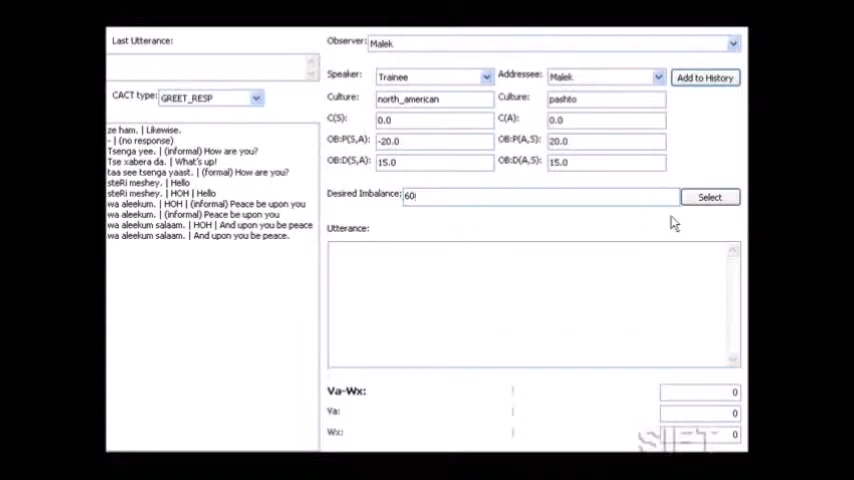 Last Utterance:
Observer: Malek
Speaker: Trainee Addressee: Malek Add to History
CACT type: GREET_RESP
Culture: north_american Culture: pashto
C(S): 0.0 C(A): 0.0
OB:P(S,A): -20.0 OB:P(A,S): 20.0
OB:D(S,A): 15.0 OB:D(A,S): 15.0
ze ham. | Likewise.
- | (no response)
Tsenga yee. | (informal) How are you?
Tse xabera da. | What's up!
taa see tsenga yaast. | (formal) How are you?
steRi meshey. | Hello
steRi meshey. | HOH | Hello
wa aleekum. | HOH | (informal) Peace be upon you
wa aleekum. | (informal) Peace be upon you
wa aleekum salaam. | HOH | And upon you be peace
wa aleekum salaam. | And upon you be peace.
Desired Imbalance: 60 Select
Utterance:
Va-Wx: 0
Va: 0
Wx: 0
SIFT